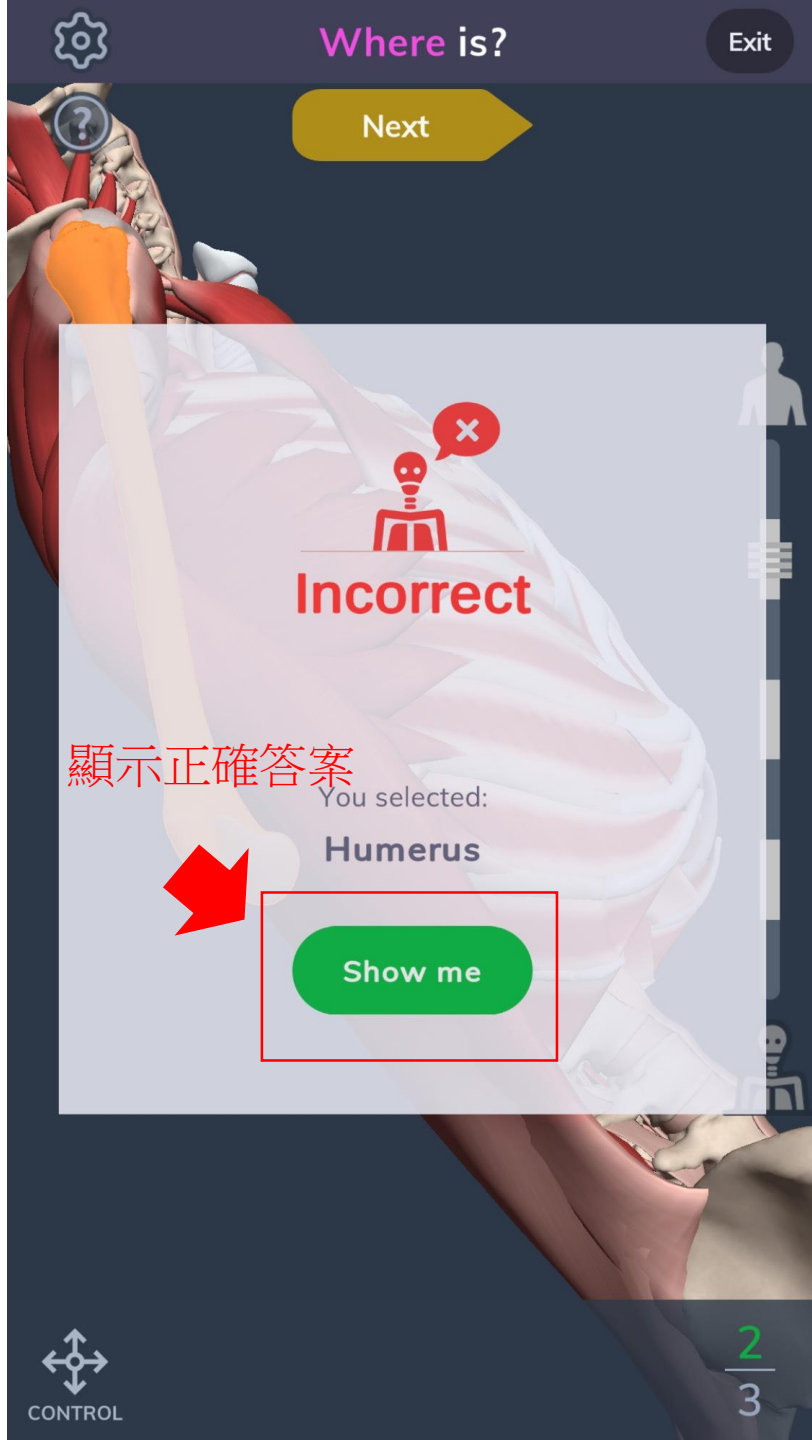 Where is?
Exit
?
Next
Incorrect
顯示正確答案
You selected:
Humerus
Show me
CONTROL
2
3